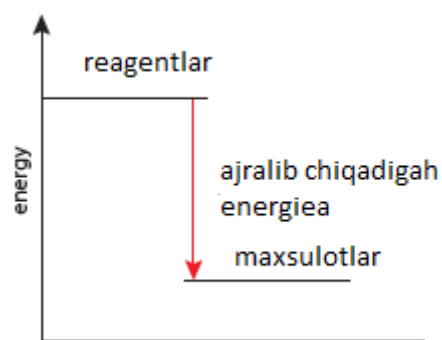 reagentlar
energy
ajralib chiqadigah
energiea
maxsulotlar